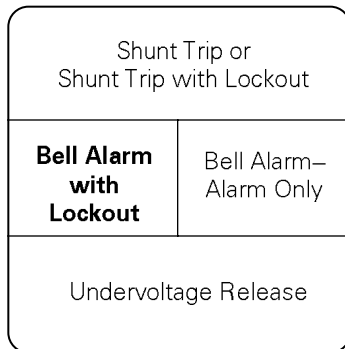 Shunt Trip or
Shunt Trip with Lockout
Bell Alarm
with
Lockout
Bell Alarm–
Alarm Only
Undervoltage Release